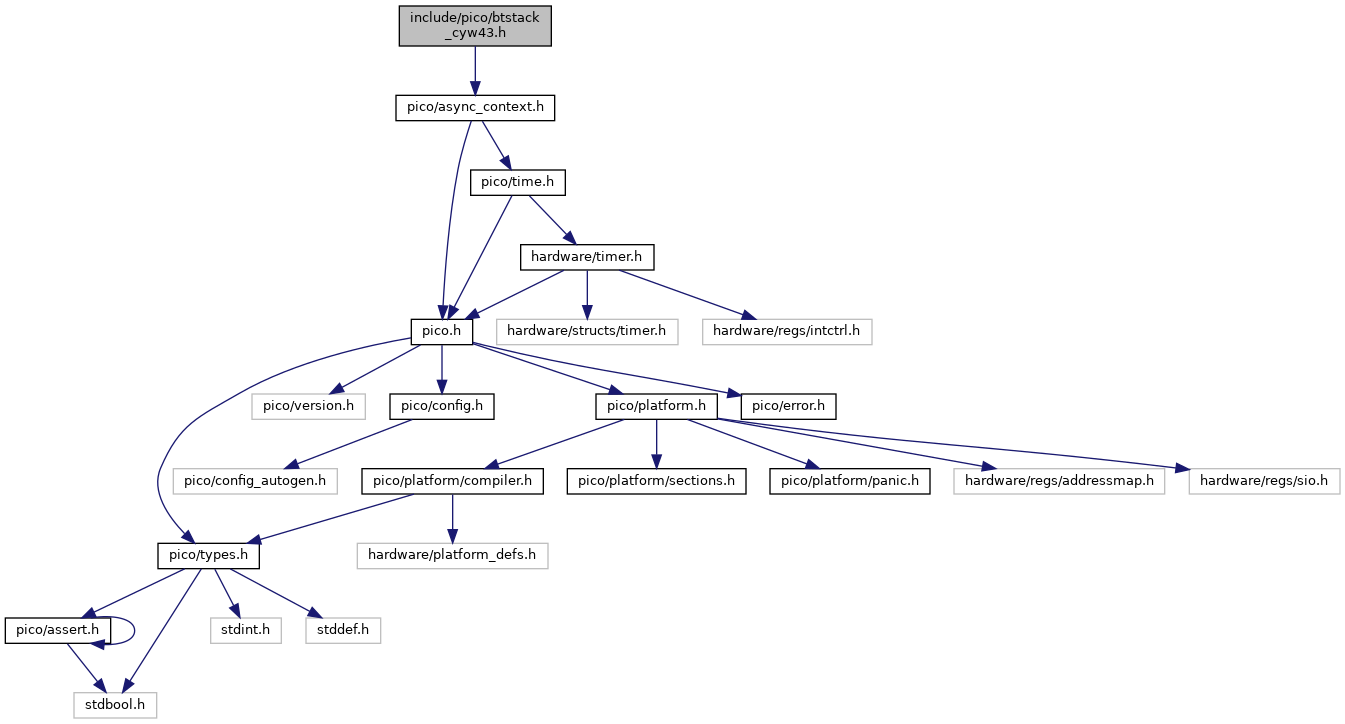 include/pico/btstack
_cyw43.h
pico/async_context.h
pico/time.h
hardware/timer.h
pico.h
hardware/structs/timer.h
hardware/regs/intctrl.h
pico/version.h
pico/config.h
pico/platform.h
pico/error.h
pico/config_autogen.h
pico/platform/compiler.h
pico/platform/sections.h
pico/platform/panic.h
hardware/regs/addressmap.h
hardware/regs/sio.h
pico/types.h
hardware/platform_defs.h
pico/assert.h
stdint.h
stddef.h
stdbool.h